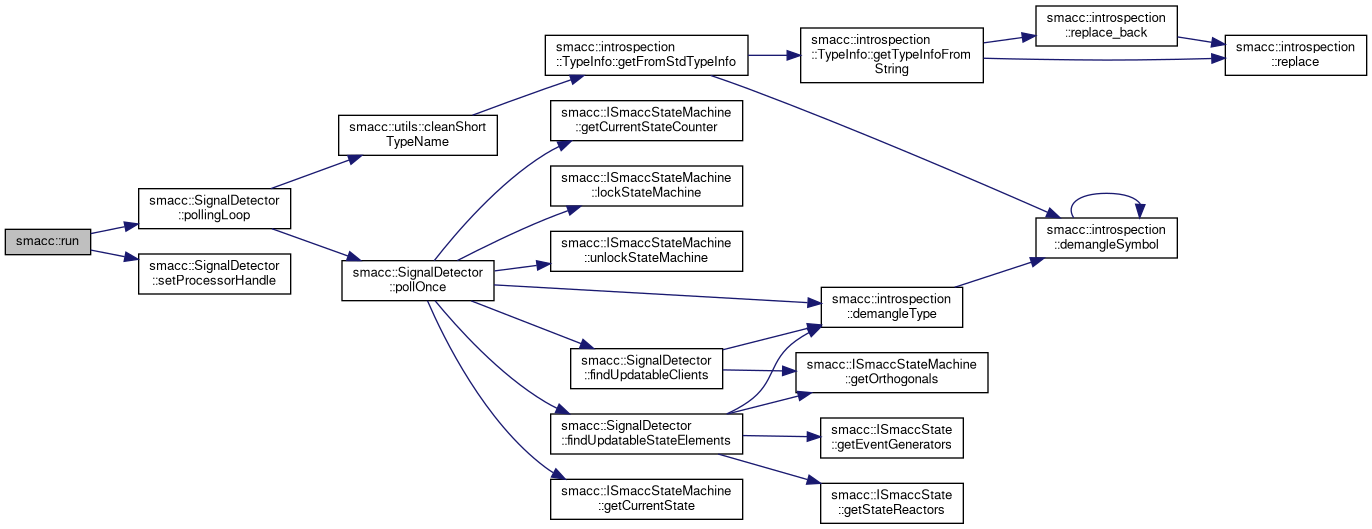 smacc::run
smacc::SignalDetector
::pollingLoop
smacc::SignalDetector
::setProcessorHandle
smacc::utils::cleanShort
TypeName
smacc::SignalDetector
::pollOnce
smacc::introspection
::TypeInfo::getFromStdTypeInfo
smacc::ISmaccStateMachine
::getCurrentStateCounter
smacc::ISmaccStateMachine
::lockStateMachine
smacc::ISmaccStateMachine
::unlockStateMachine
smacc::SignalDetector
::findUpdatableClients
smacc::SignalDetector
::findUpdatableStateElements
smacc::ISmaccStateMachine
::getCurrentState
smacc::introspection
::TypeInfo::getTypeInfoFrom
String
smacc::introspection
::demangleType
smacc::ISmaccStateMachine
::getOrthogonals
smacc::ISmaccState
::getEventGenerators
smacc::ISmaccState
::getStateReactors
smacc::introspection
::replace_back
smacc::introspection
::demangleSymbol
smacc::introspection
::replace